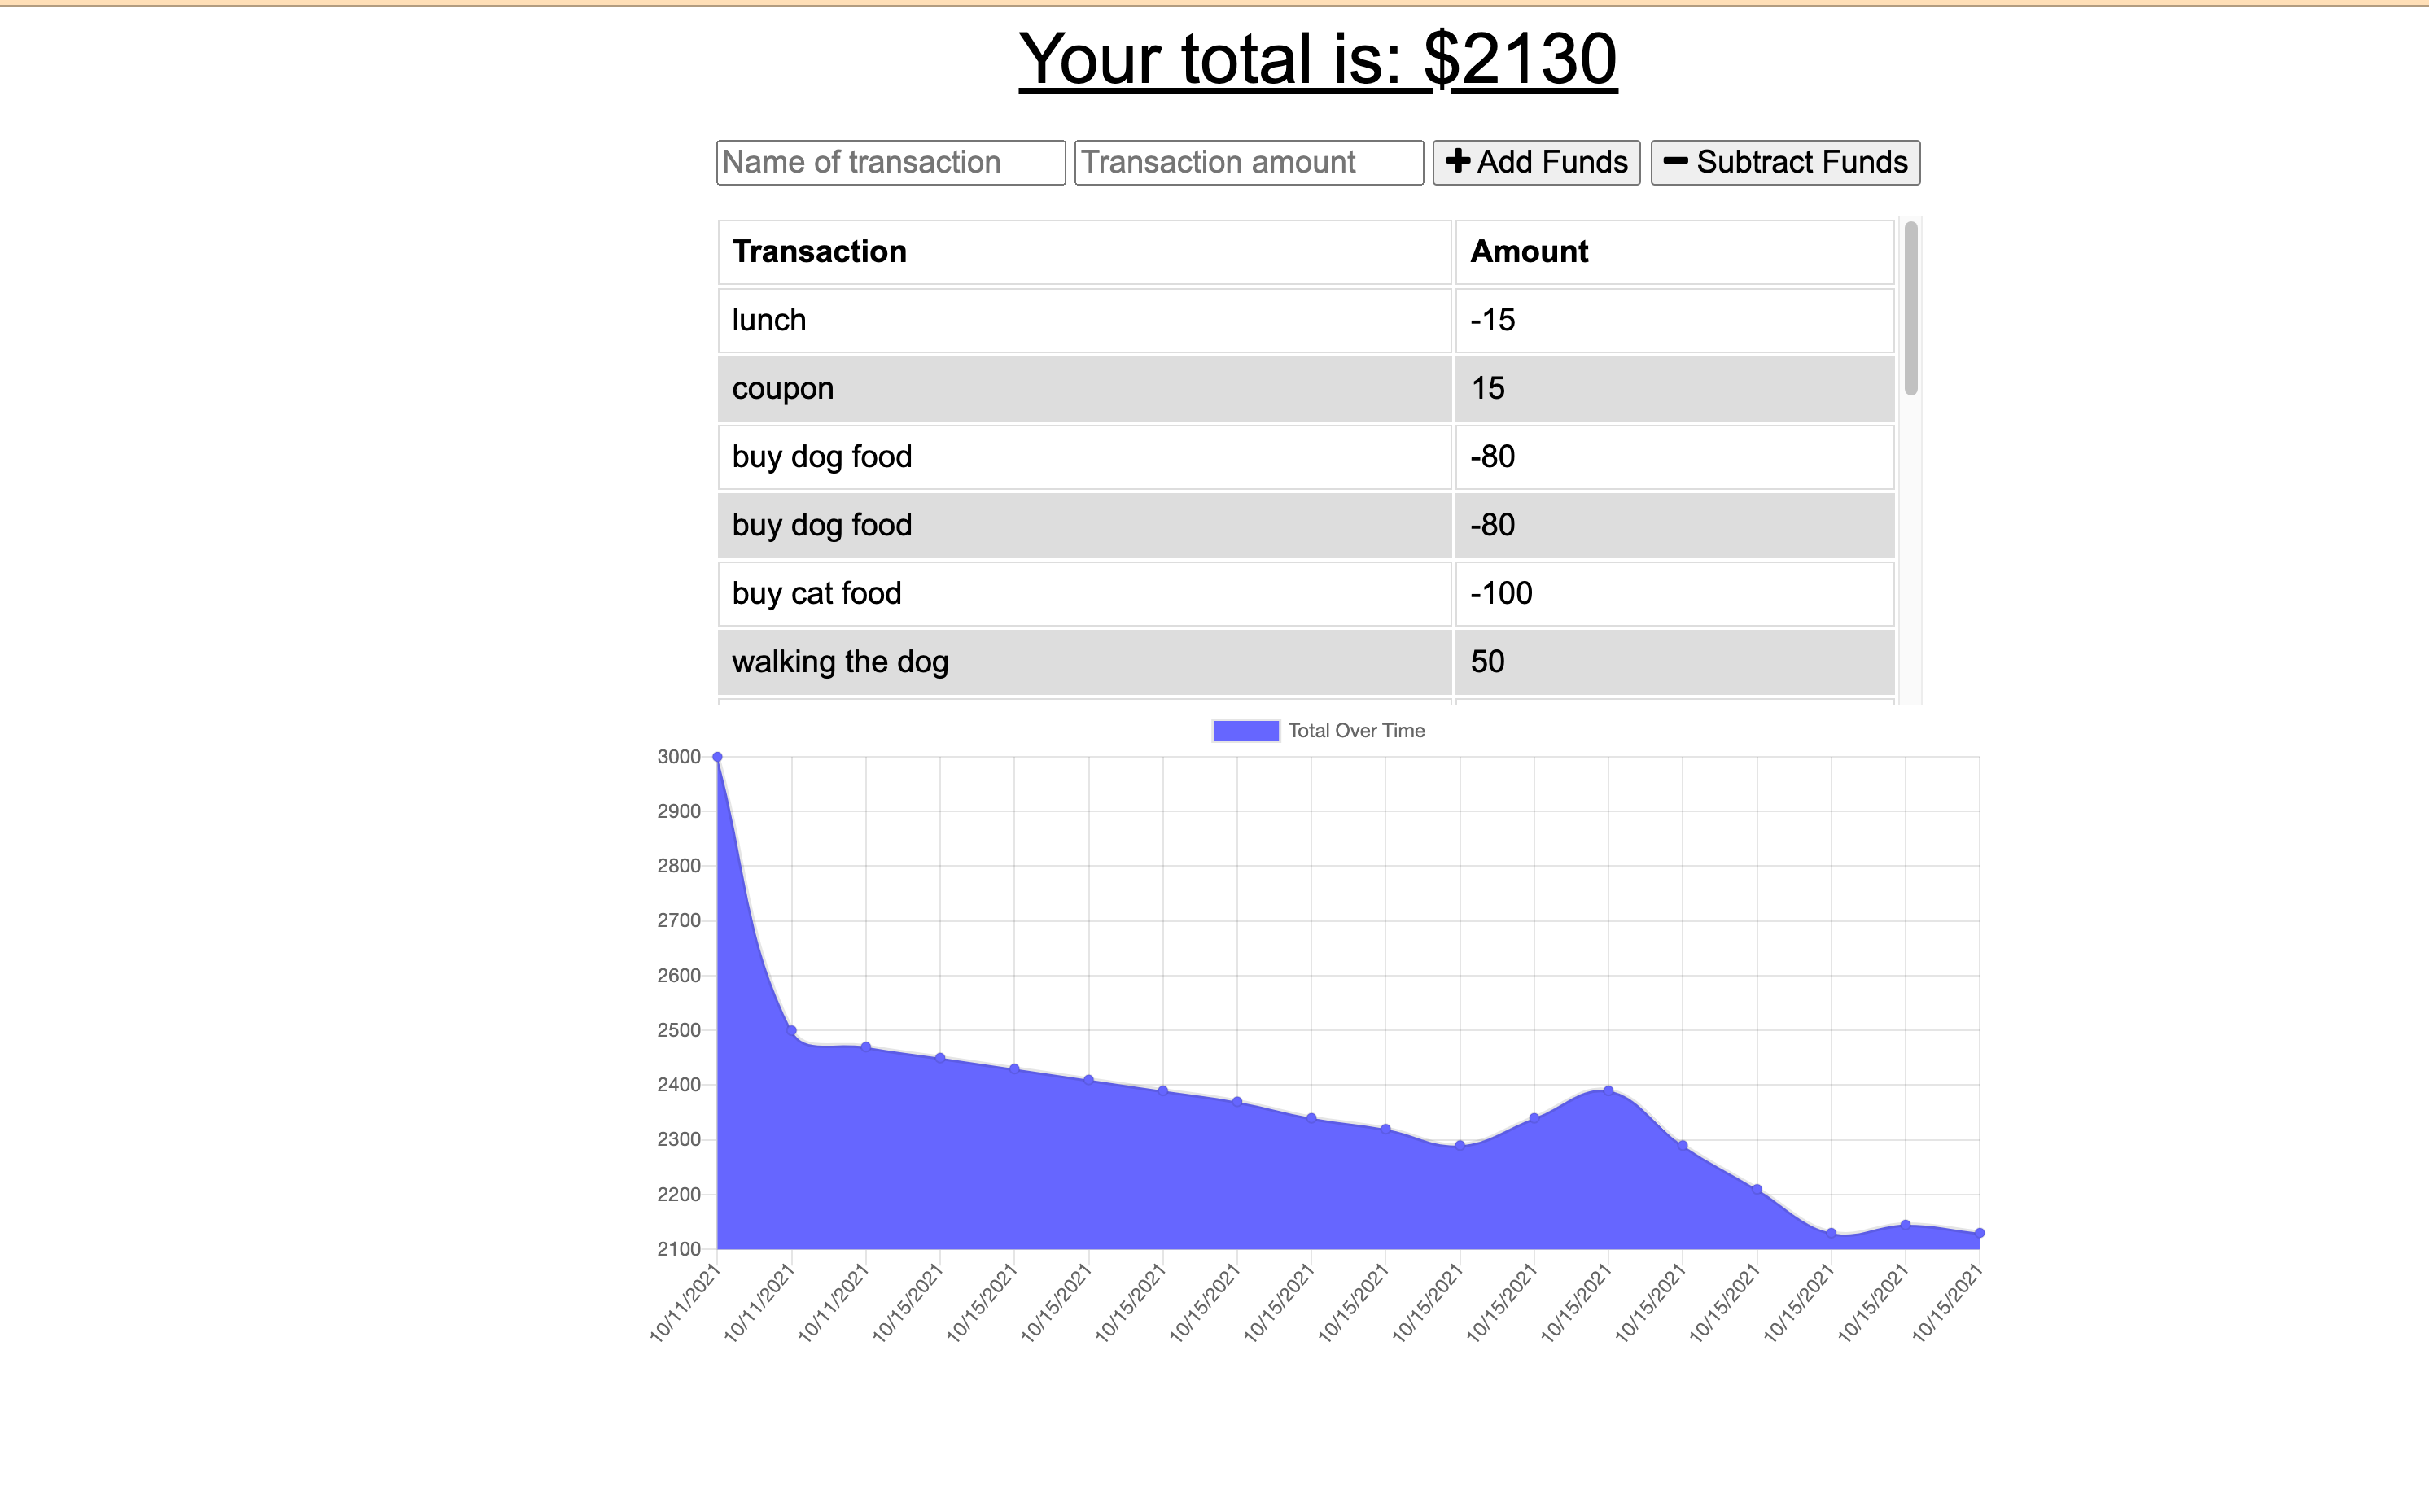 Your total is: $2130
Name of transaction Transaction amount Add Funds Subtract Funds
Transaction Amount
lunch -15
coupon 15
buy dog food -80
buy dog food -80
buy cat food -100
walking the dog 50
Total Over Time
3000
2900
2800
2700
2600
2500
2400
2300
2200
2100
10/11/2021 10/11/2021 10/11/2021 10/15/2021 10/15/2021 10/15/2021 10/15/2021 10/15/2021 10/15/2021 10/15/2021 10/15/2021 10/15/2021 10/15/2021 10/15/2021 10/15/2021 10/15/2021 10/15/2021 10/15/2021